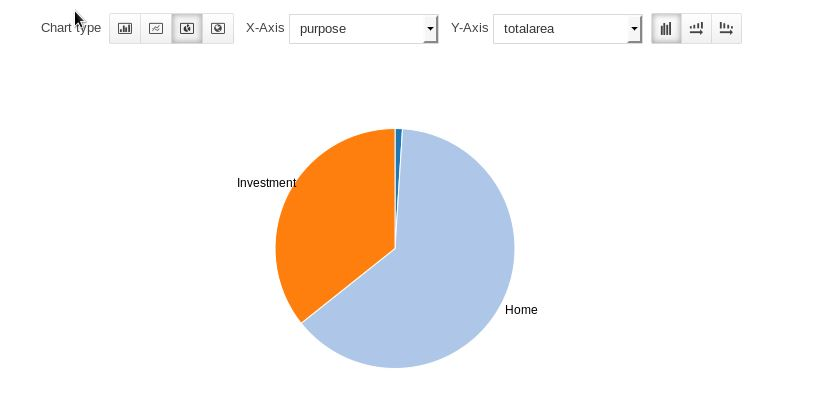 Chart type X-Axis purpose Y-Axis totalarea
Investment
Home